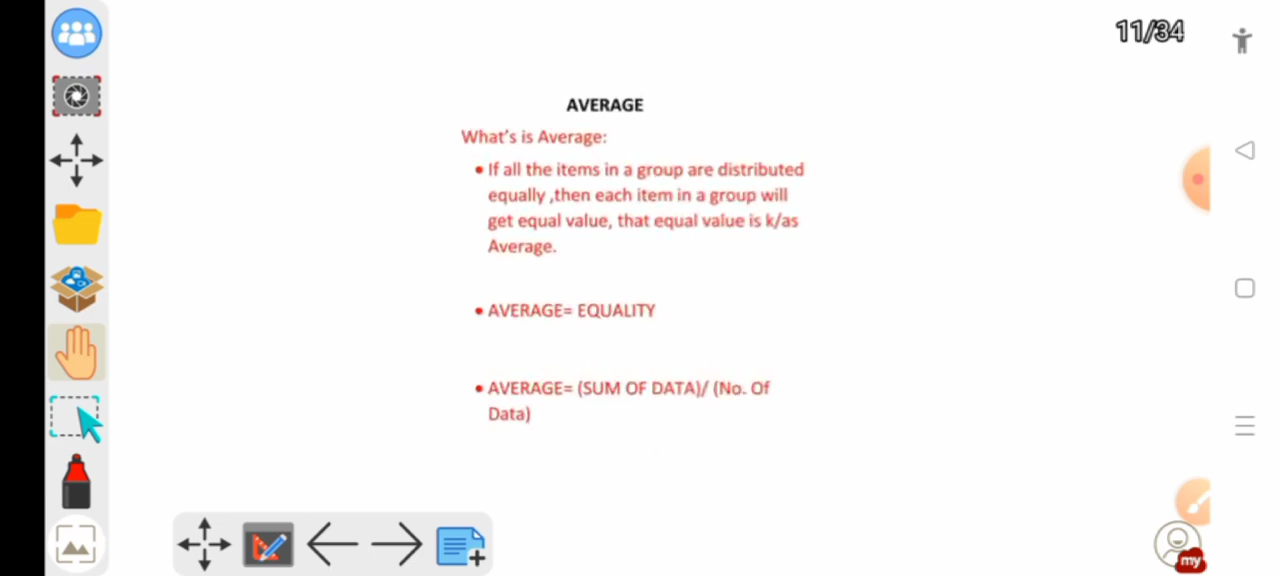 11/34
AVERAGE
What's is Average:
• If all the items in a group are distributed
equally ,then each item in a group will
get equal value, that equal value is k/as
Average.
• AVERAGE= EQUALITY
• AVERAGE= (SUM OF DATA)/ (No. Of
Data)
my